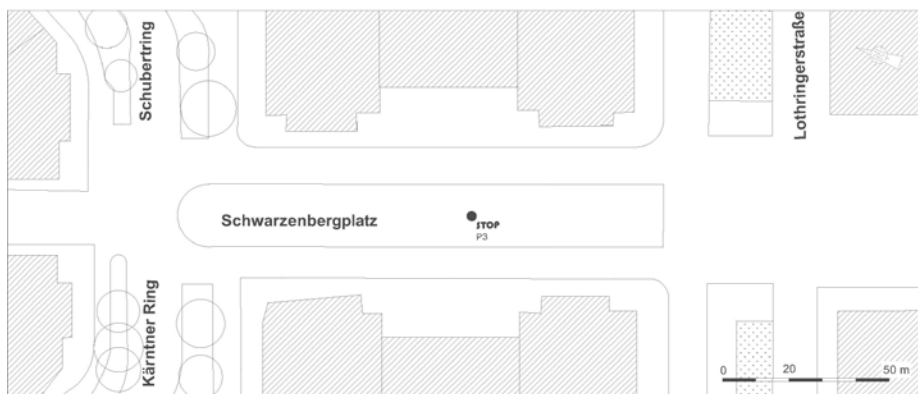 Schubertring
Lothringerstraße
Schwarzenbergplatz
STOP
P3
Kärntner Ring
0 20 50 m